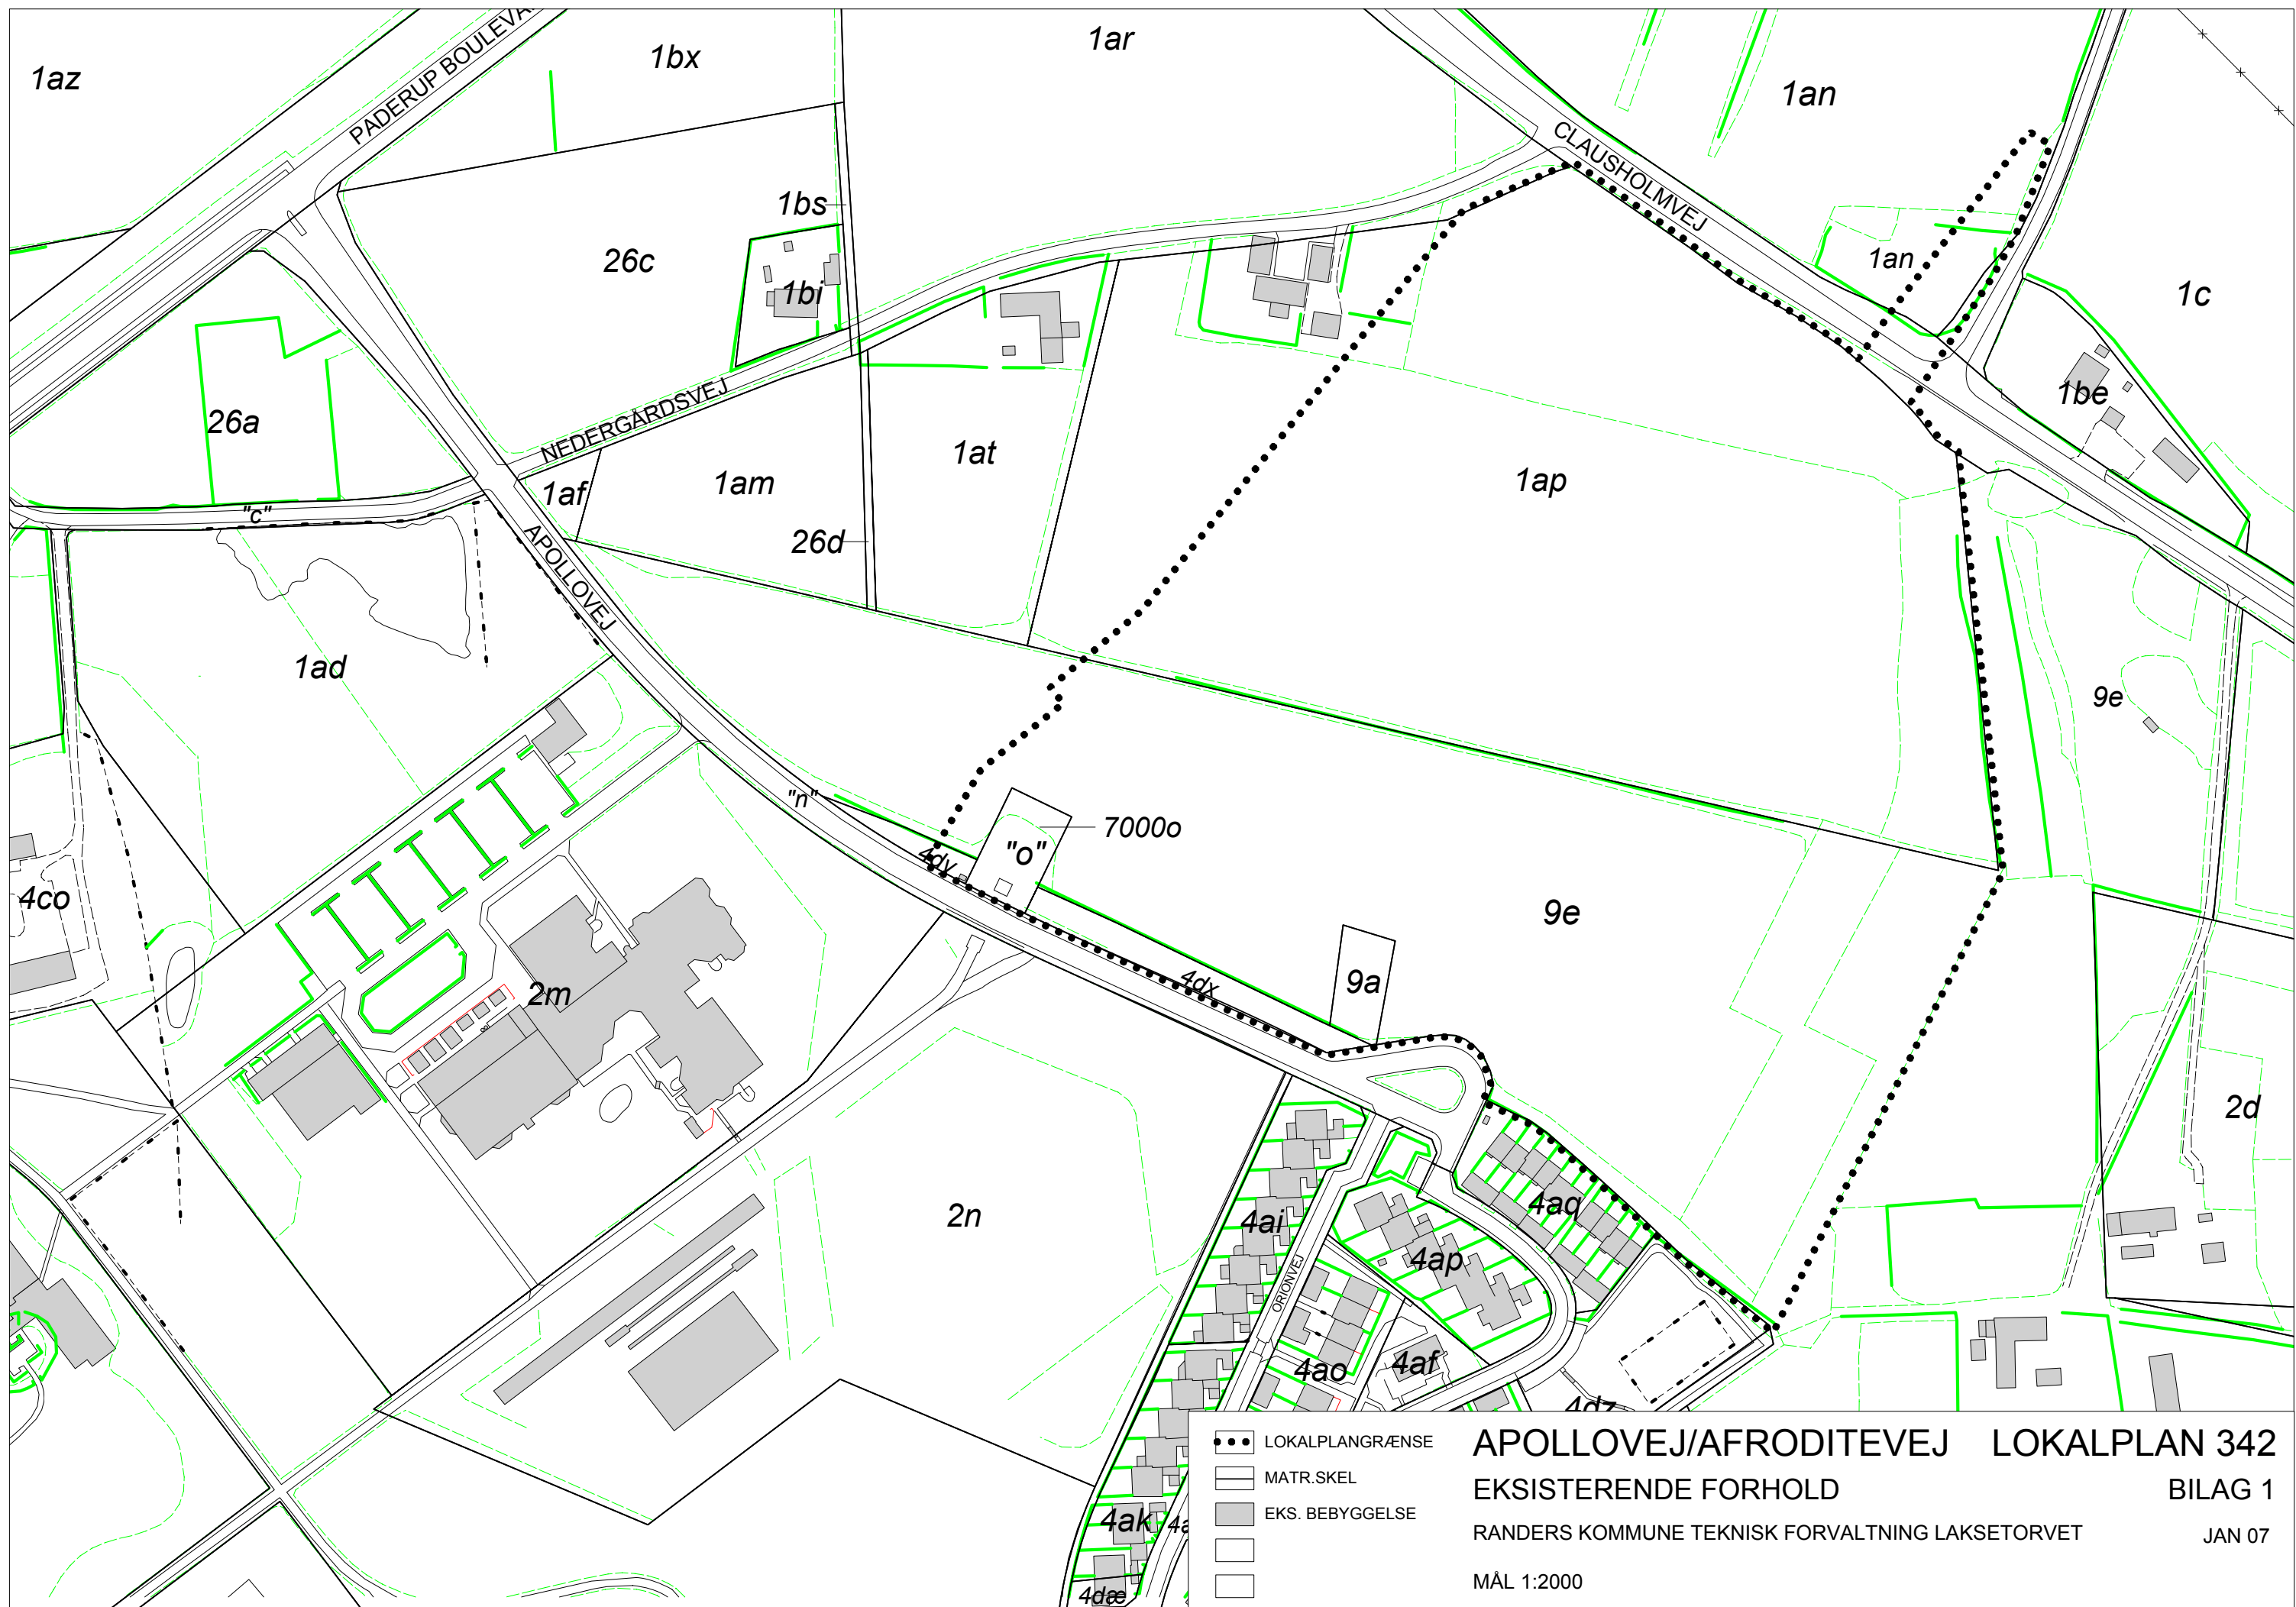 1az
PADERUP BOULEVA
1bx
1ar
1an
CLAUSHOLMVEJ
1bs
26c
1bi
1an
1c
1be
26a
NEDERGÅRDSVEJ
1at
1am
1af
1ap
"c"
26d
APOLLOVEJ
1ad
9e
"n"
7000o
"o"
4dy
4co
9e
4dx
9a
2m
2d
2n
4ai
4aq
4ap
ORIONVEJ
4ao
4af
4dz
4ak
4dæ
LOKALPLANGRÆNSE
MATR.SKEL
EKS. BEBYGGELSE
APOLLOVEJ/AFRODITEVEJ LOKALPLAN 342
EKSISTERENDE FORHOLD BILAG 1
RANDERS KOMMUNE TEKNISK FORVALTNING LAKSETORVET JAN 07
MÅL 1:2000